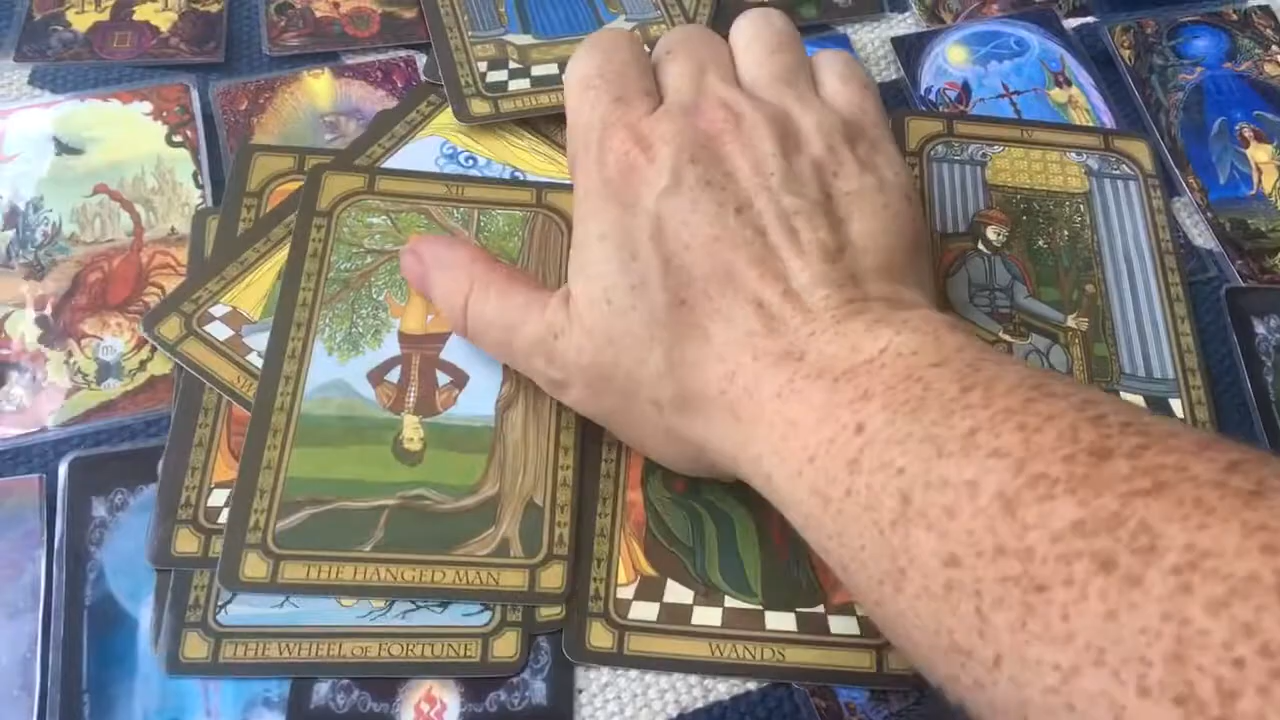 IV
XII
THE HANGED MAN
THE WHEEL OF FORTUNE
WANDS